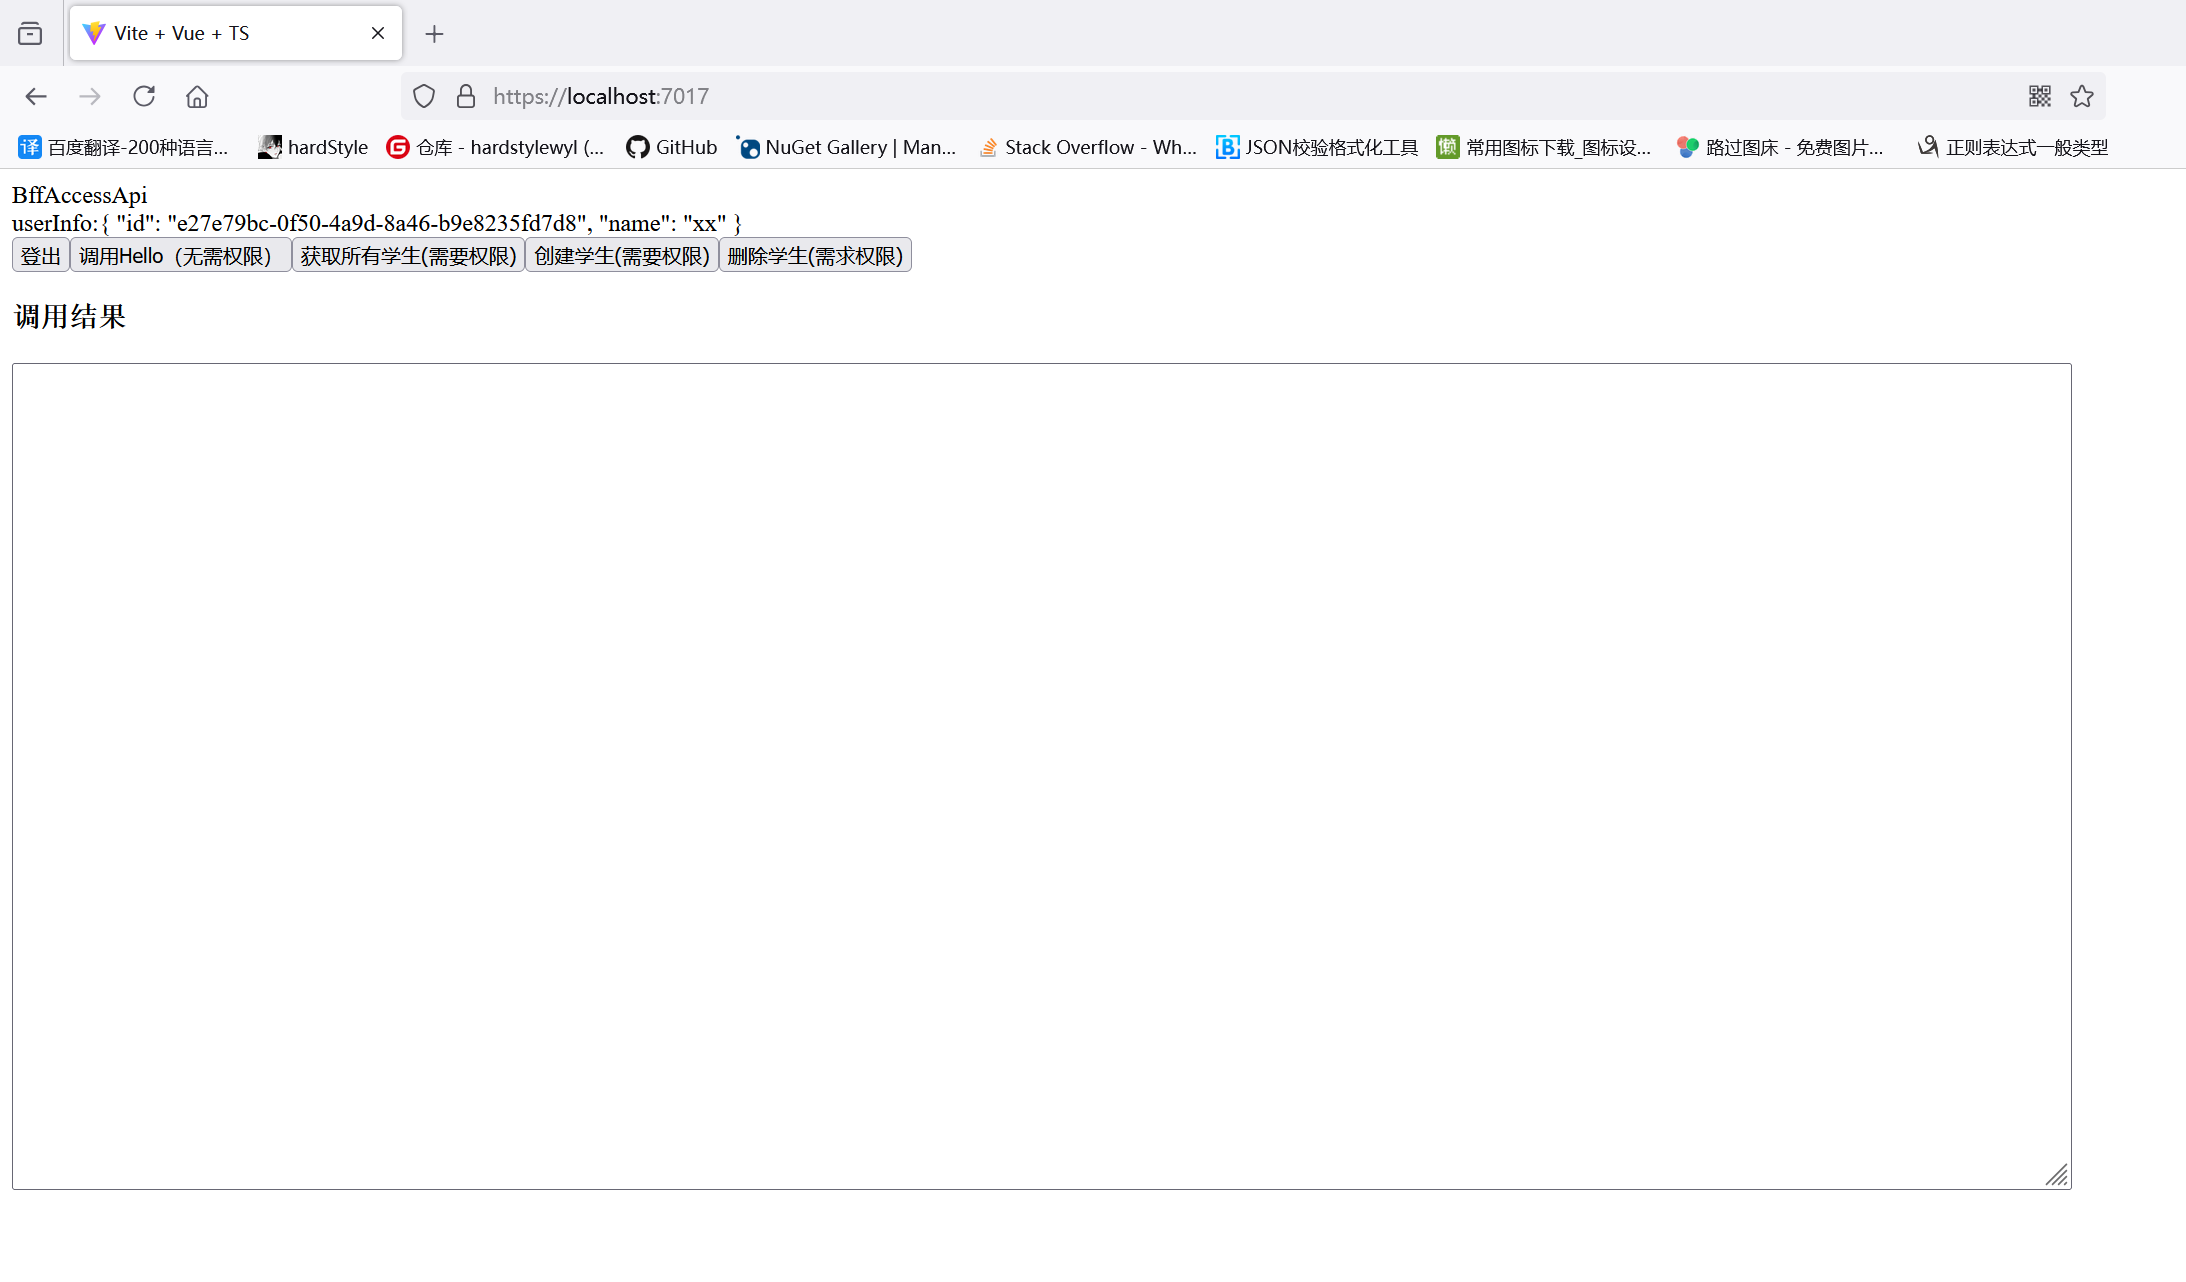 Vite + Vue + TS
https://localhost:7017
译 百度翻译-200种语言... hardStyle G 仓库 - hardstylewyl (... GitHub NuGet Gallery | Man... Stack Overflow - Wh... B JSON校验格式化工具 懒 常用图标下载_图标设... 路过图床 - 免费图片... 正则表达式一般类型
BffAccessApi
userInfo:{ "id": "e27e79bc-0f50-4a9d-8a46-b9e8235fd7d8", "name": "xx" }
登出 调用Hello（无需权限） 获取所有学生(需要权限) 创建学生(需要权限) 删除学生(需求权限)
调用结果